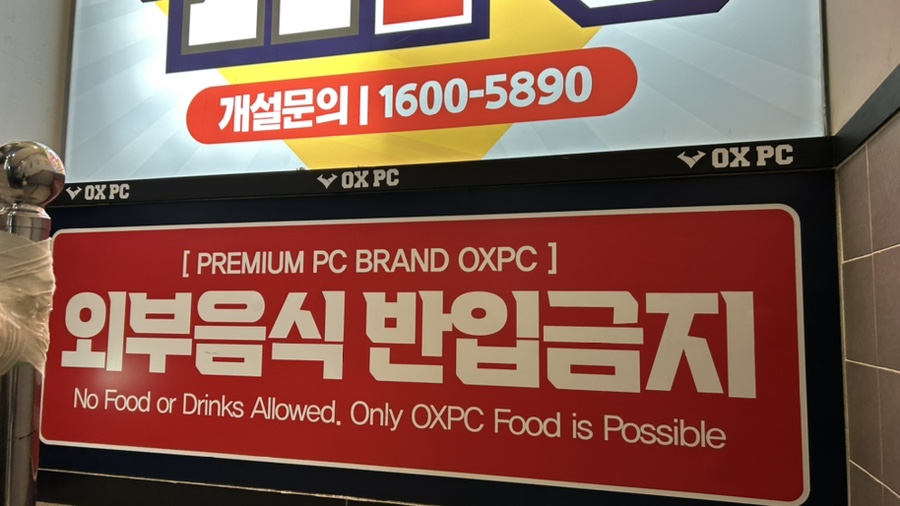 개설문의 | 1600-5890
OX PC
OX PC
OX PC
[ PREMIUM PC BRAND OXPC ]
외부음식 반입금지
No Food or Drinks Allowed. Only OXPC Food is Possible